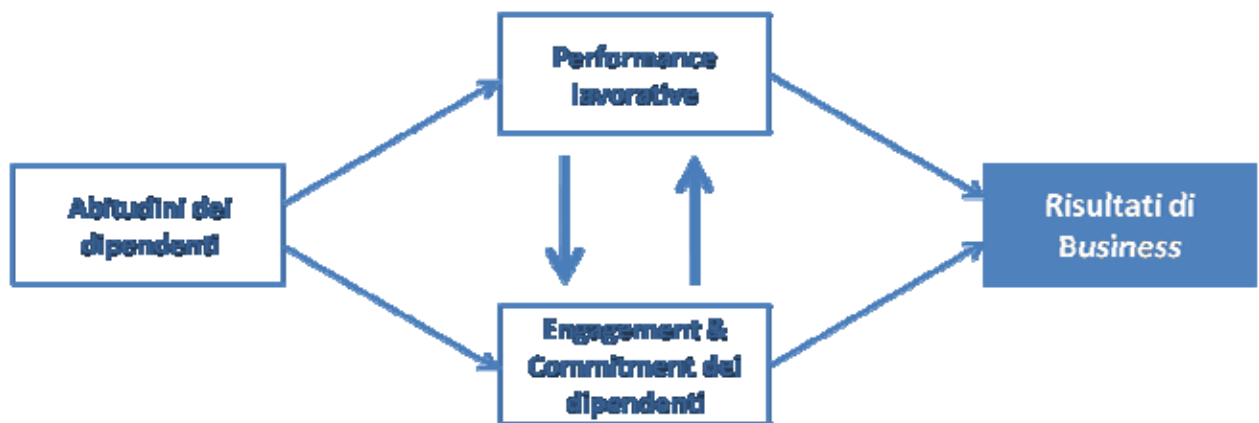 Performance
lavorative
Abitudini dei
dipendenti
Risultati di
Business
Engagement &
Commitment dei
dipendenti